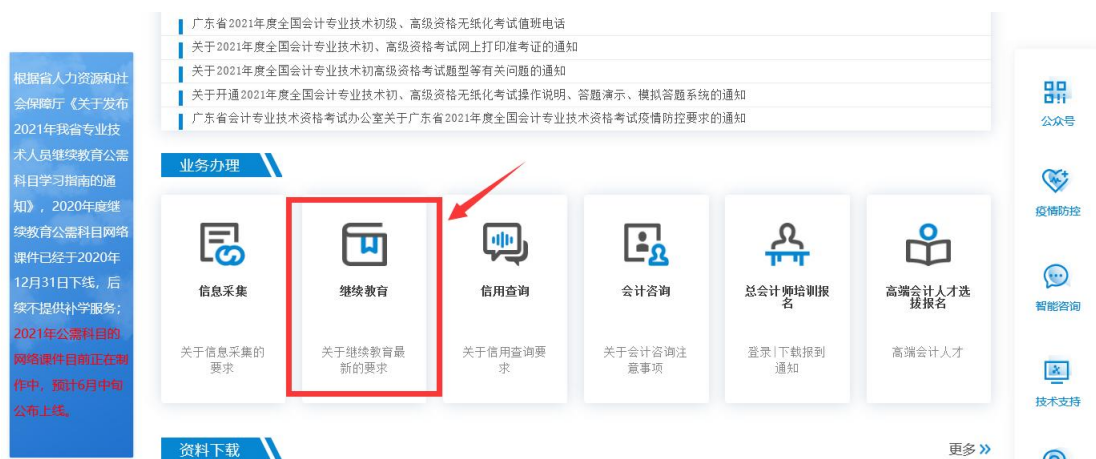 广东省2021年度全国会计专业技术初级、高级资格无纸化考试值班电话
关于2021年度全国会计专业技术初、高级资格考试网上打印准考证的通知
关于2021年度全国会计专业技术初高级资格考试题型等有关问题的通知
关于开通2021年度全国会计专业技术初、高级资格无纸化考试操作说明、答题演示、模拟答题系统的通知
广东省会计专业技术资格考试办公室关于广东省2021年度全国会计专业技术资格考试疫情防控要求的通知
根据省人力资源和社
会保障厅《关于发布
2021年我省专业技
术人员继续教育公需
科目学习指南的通
知》，2020年度继
续教育公需科目网络
课件已经于2020年
12月31日下线，后
续不提供补学服务；
2021年公需科目的
网络课件目前正在制
作中，预计6月中旬
公布上线。
业务办理
信息采集
关于信息采集的
要求
继续教育
关于继续教育最
新的要求
信用查询
关于信用查询要
求
会计咨询
关于会计咨询注
意事项
总会计师培训报
名
登录|下载报到
通知
高端会计人才选
拔报名
高端会计人才
资料下载
更多
公众号
疫情防控
智能咨询
技术支持